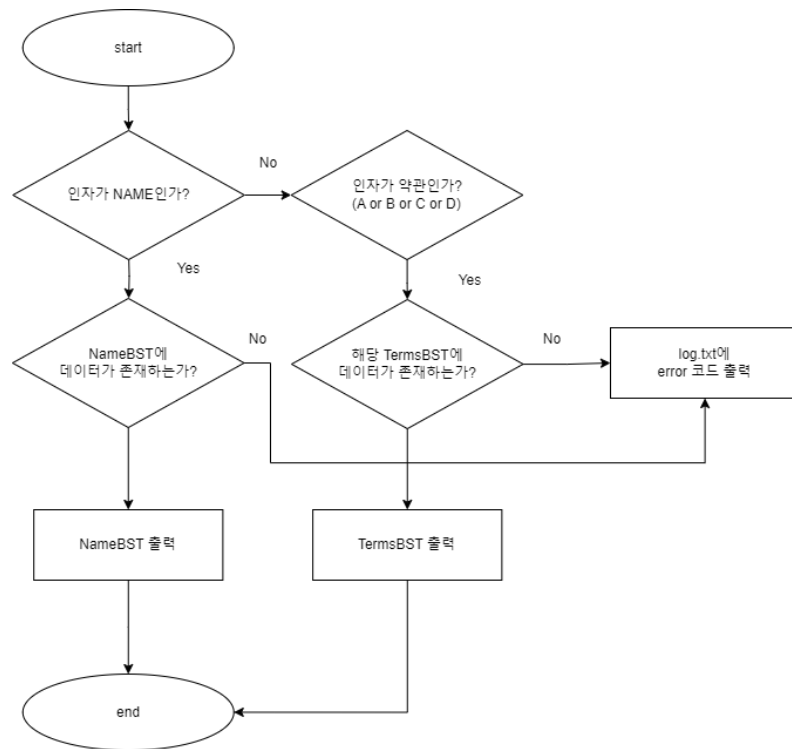 start
인자가 NAME인가?
No
인자가 약관인가?
(A or B or C or D)
Yes
Yes
NameBST에
데이터가 존재하는가?
No
해당 TermsBST에
데이터가 존재하는가?
No
log.txt에
error 코드 출력
NameBST 출력
TermsBST 출력
end